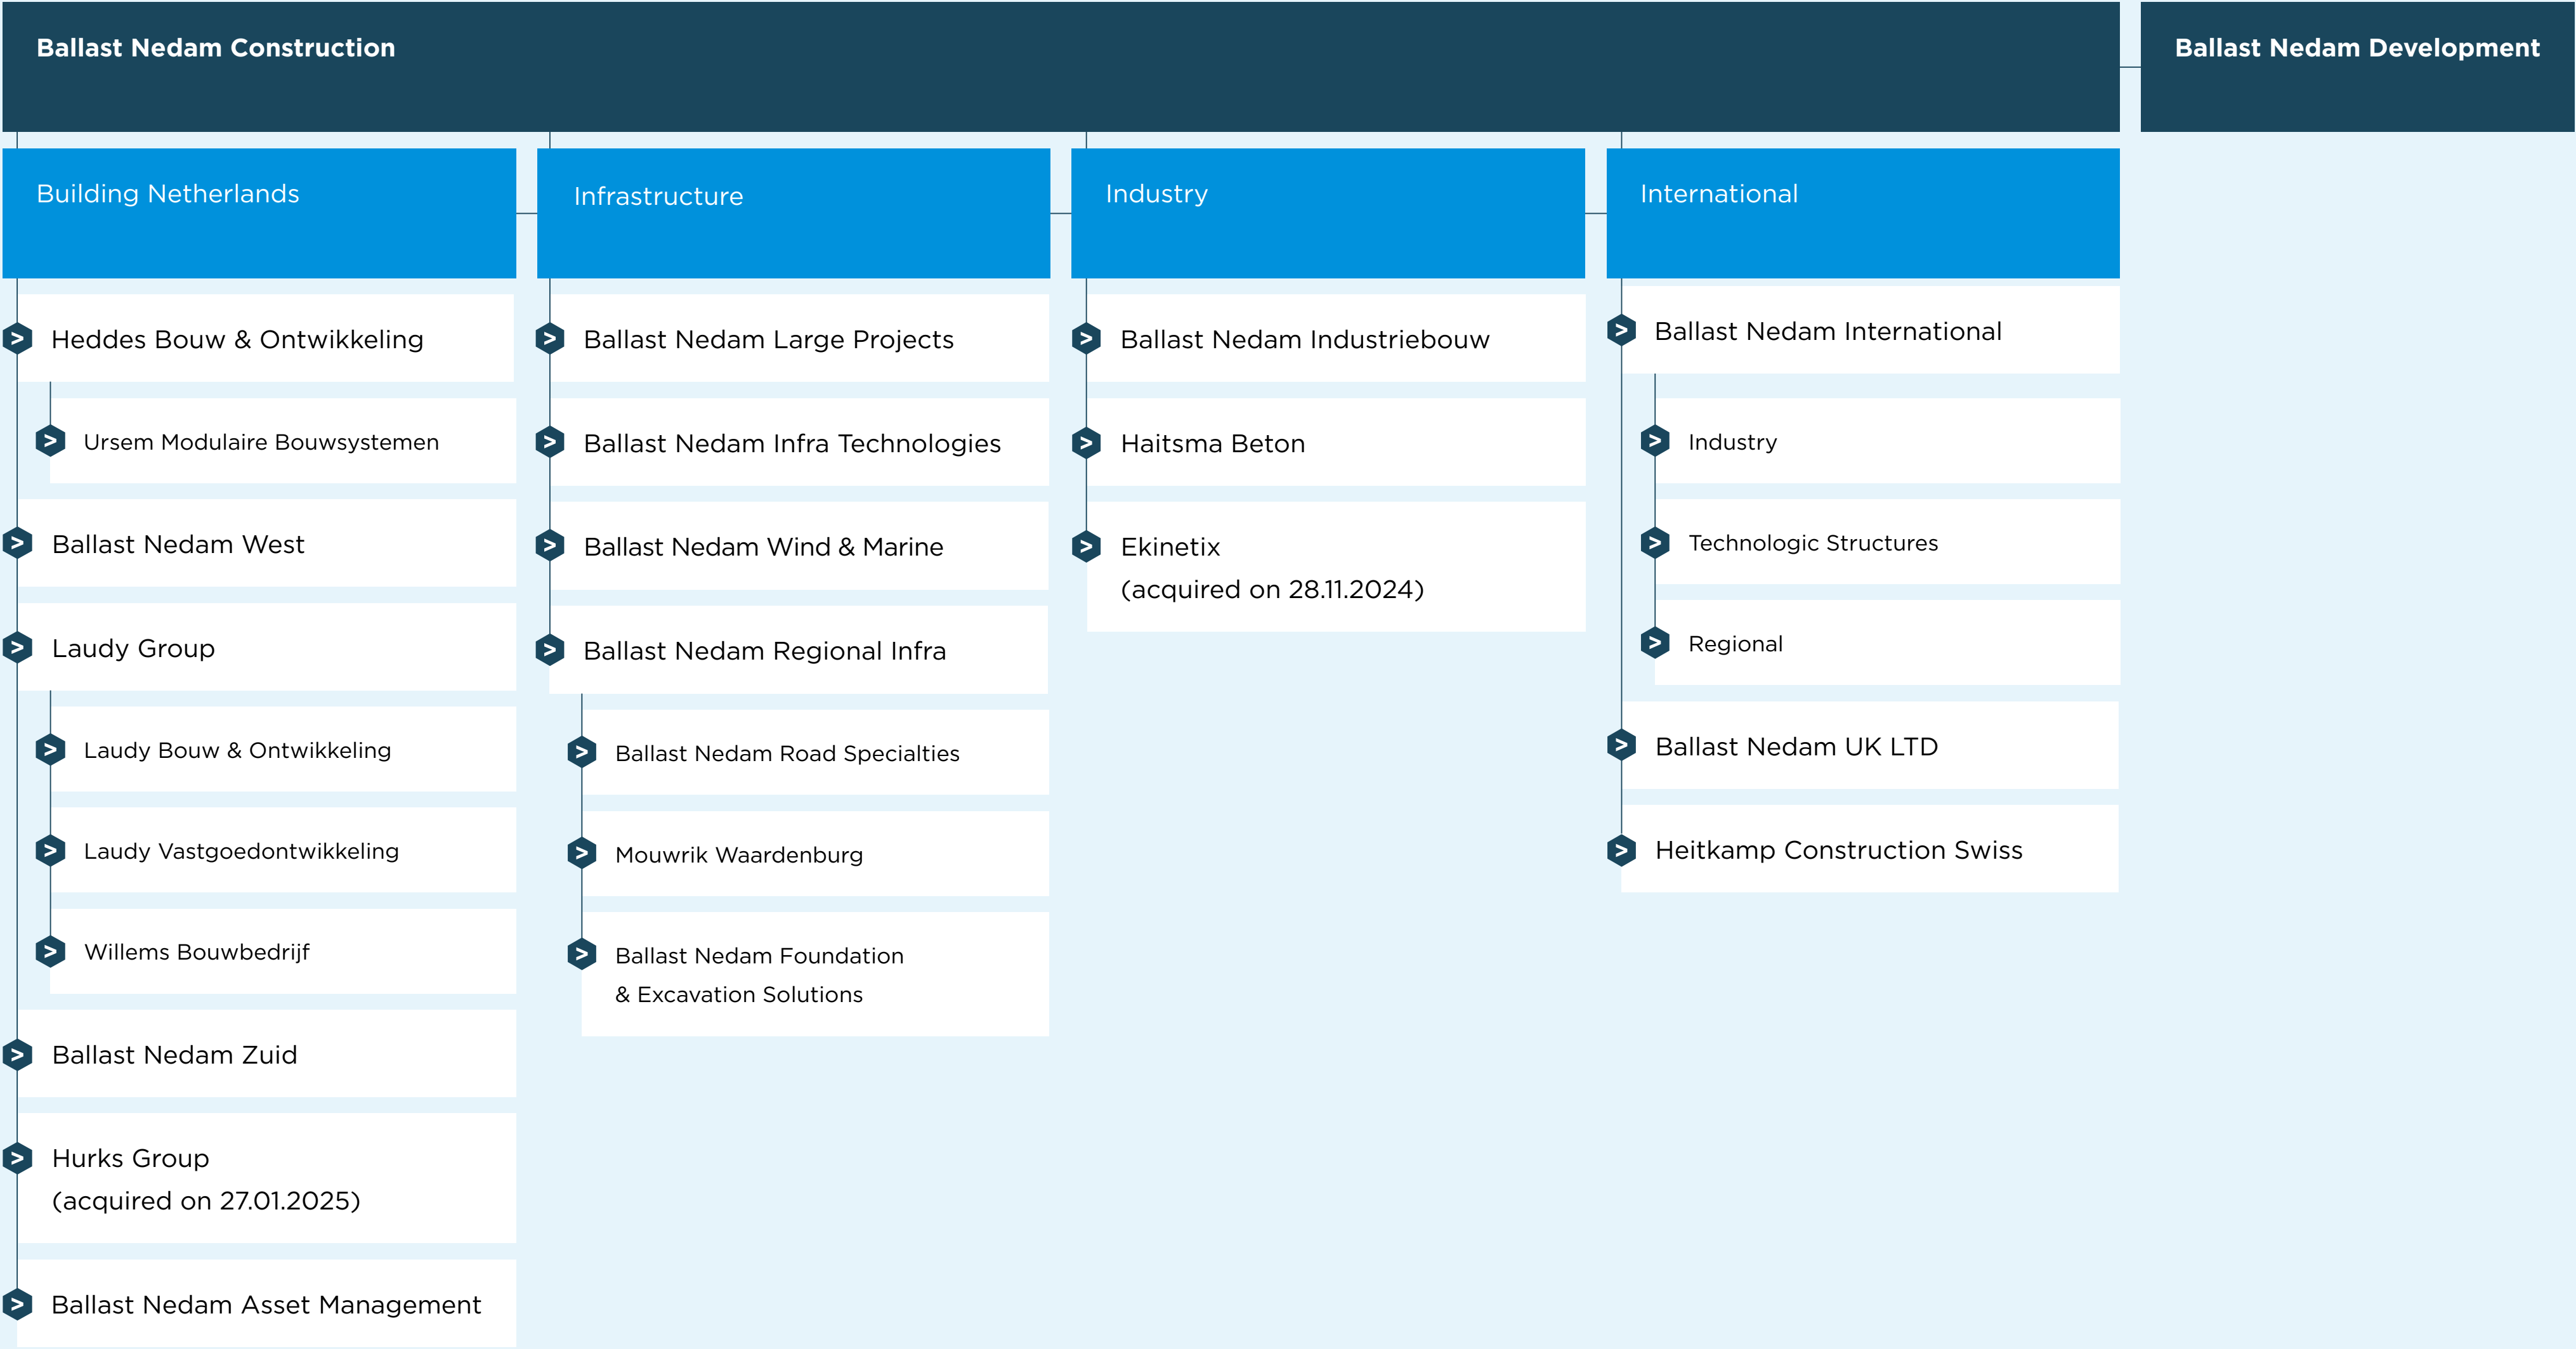 Ballast Nedam Construction
Ballast Nedam Development
Building Netherlands
Heddes Bouw & Ontwikkeling
Ursem Modulaire Bouwsystemen
Ballast Nedam West
Laudy Group
Laudy Bouw & Ontwikkeling
Laudy Vastgoedontwikkeling
Willems Bouwbedrijf
Ballast Nedam Zuid
Hurks Group
(acquired on 27.01.2025)
Ballast Nedam Asset Management
Infrastructure
Ballast Nedam Large Projects
Ballast Nedam Infra Technologies
Ballast Nedam Wind & Marine
Ballast Nedam Regional Infra
Ballast Nedam Road Specialties
Mouwrik Waardenburg
Ballast Nedam Foundation
& Excavation Solutions
Industry
Ballast Nedam Industriebouw
Haitsma Beton
Ekinetix
(acquired on 28.11.2024)
International
Ballast Nedam International
Industry
Technologic Structures
Regional
Ballast Nedam UK LTD
Heitkamp Construction Swiss